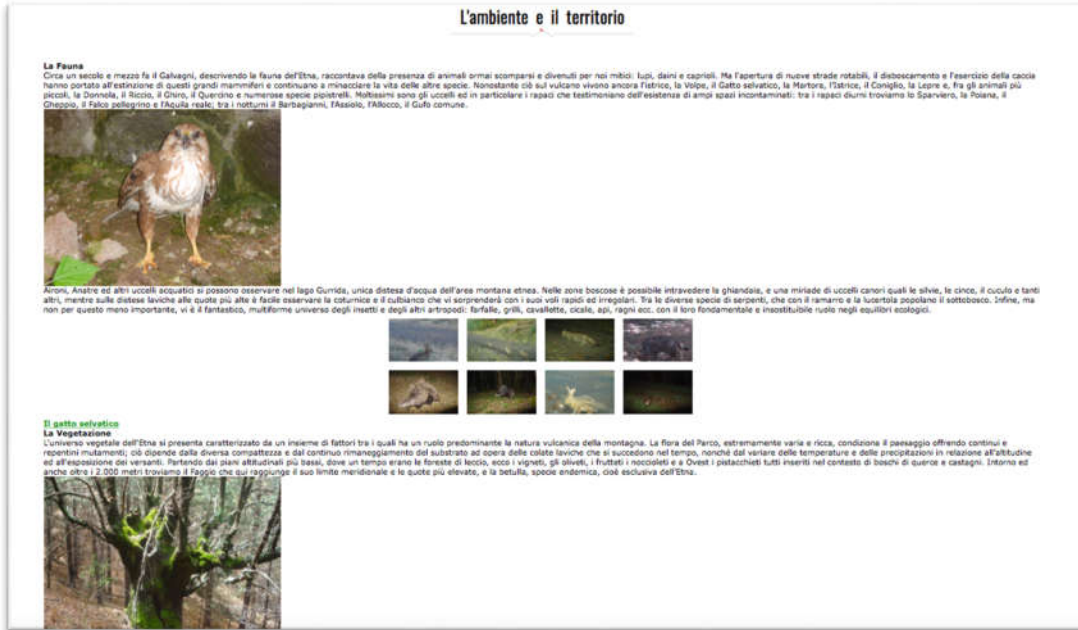 L'ambiente e il territorio
La Fauna
Circa un secolo e mezzo fa il Galvagni, descrivendo la fauna del'Etna, raccontava della presenza di animali ormai scomparsi e divenuti per noi mitici: lupi, daini e caprioli. Ma l'apertura di nuove strade rotabili, il disboscamento e l'esercizio della caccia
hanno portato all'estinzione di questi grandi mammiferi e continuano a minacciare la vita delle altre specie. Nonostante ciò sul vulcano vivono ancora l'istrice, la Volpe, il Gatto selvatico, la Martora, l'Istrice, il Coniglio, la Lepre e, fra gli animali più
piccoli, la Donnola, il Riccio, il Ghiro, il Quercino e numerose specie pipistrelli. Moltissimi sono gli uccelli ed in particolare i rapaci che testimoniano dell'esistenza di ampi spazi incontaminati: tra i rapaci diurni troviamo lo Sparviero, la Poiana, il
Gheppio, il Falco pellegrino e l'Aquila reale; tra i notturni il Barbagianni, l'Assiolo, l'Allocco, il Gufo comune.
Aironi, Anatre ed altri uccelli acquatici si possono osservare nel lago Gurrida, unica distesa d'acqua dell'area montana etnea. Nelle zone boscose è possibile intravedere la ghiandaia, e una miriade di uccelli canori quali le silvie, le cince, il cuculo e tanti
altri, mentre sulle distese laviche alle quote più alte è facile osservare la coturnice e il culbianco che vi sorprenderà con i suoi voli rapidi ed irregolari. Tra le diverse specie di serpenti, che con il ramarro e la lucertola popolano il sottobosco. Infine, ma
non per questo meno importante, vi è il fantastico, multiforme universo degli insetti e degli altri artropodi: farfalle, grilli, cavallette, cicale, api, ragni ecc. con il loro fondamentale e insostituibile ruolo negli equilibri ecologici.
Il gatto selvatico
La Vegetazione
L'universo vegetale dell'Etna si presenta caratterizzato da un insieme di fattori tra i quali ha un ruolo predominante la natura vulcanica della montagna. La flora del Parco, estremamente varia e ricca, condiziona il paesaggio offrendo continui e
repentini mutamenti; ciò dipende dalla diversa compattezza e dal continuo rimaneggiamento del substrato ad opera delle colate laviche che si succedono nel tempo, nonché dal variare delle temperature e delle precipitazioni in relazione all'altitudine
ed all'esposizione dei versanti. Partendo dai piani altitudinali più bassi, dove un tempo erano le foreste di leccio, ecco i vigneti, gli oliveti, i frutteti i noccioleti e a Ovest i pistacchieti tutti inseriti nel contesto di boschi di querce e castagni. Intorno ed
anche oltre i 2.000 metri troviamo il Faggio che qui raggiunge il suo limite meridionale e le quote più elevate, e la betulla, specie endemica, cioè esclusiva dell'Etna.